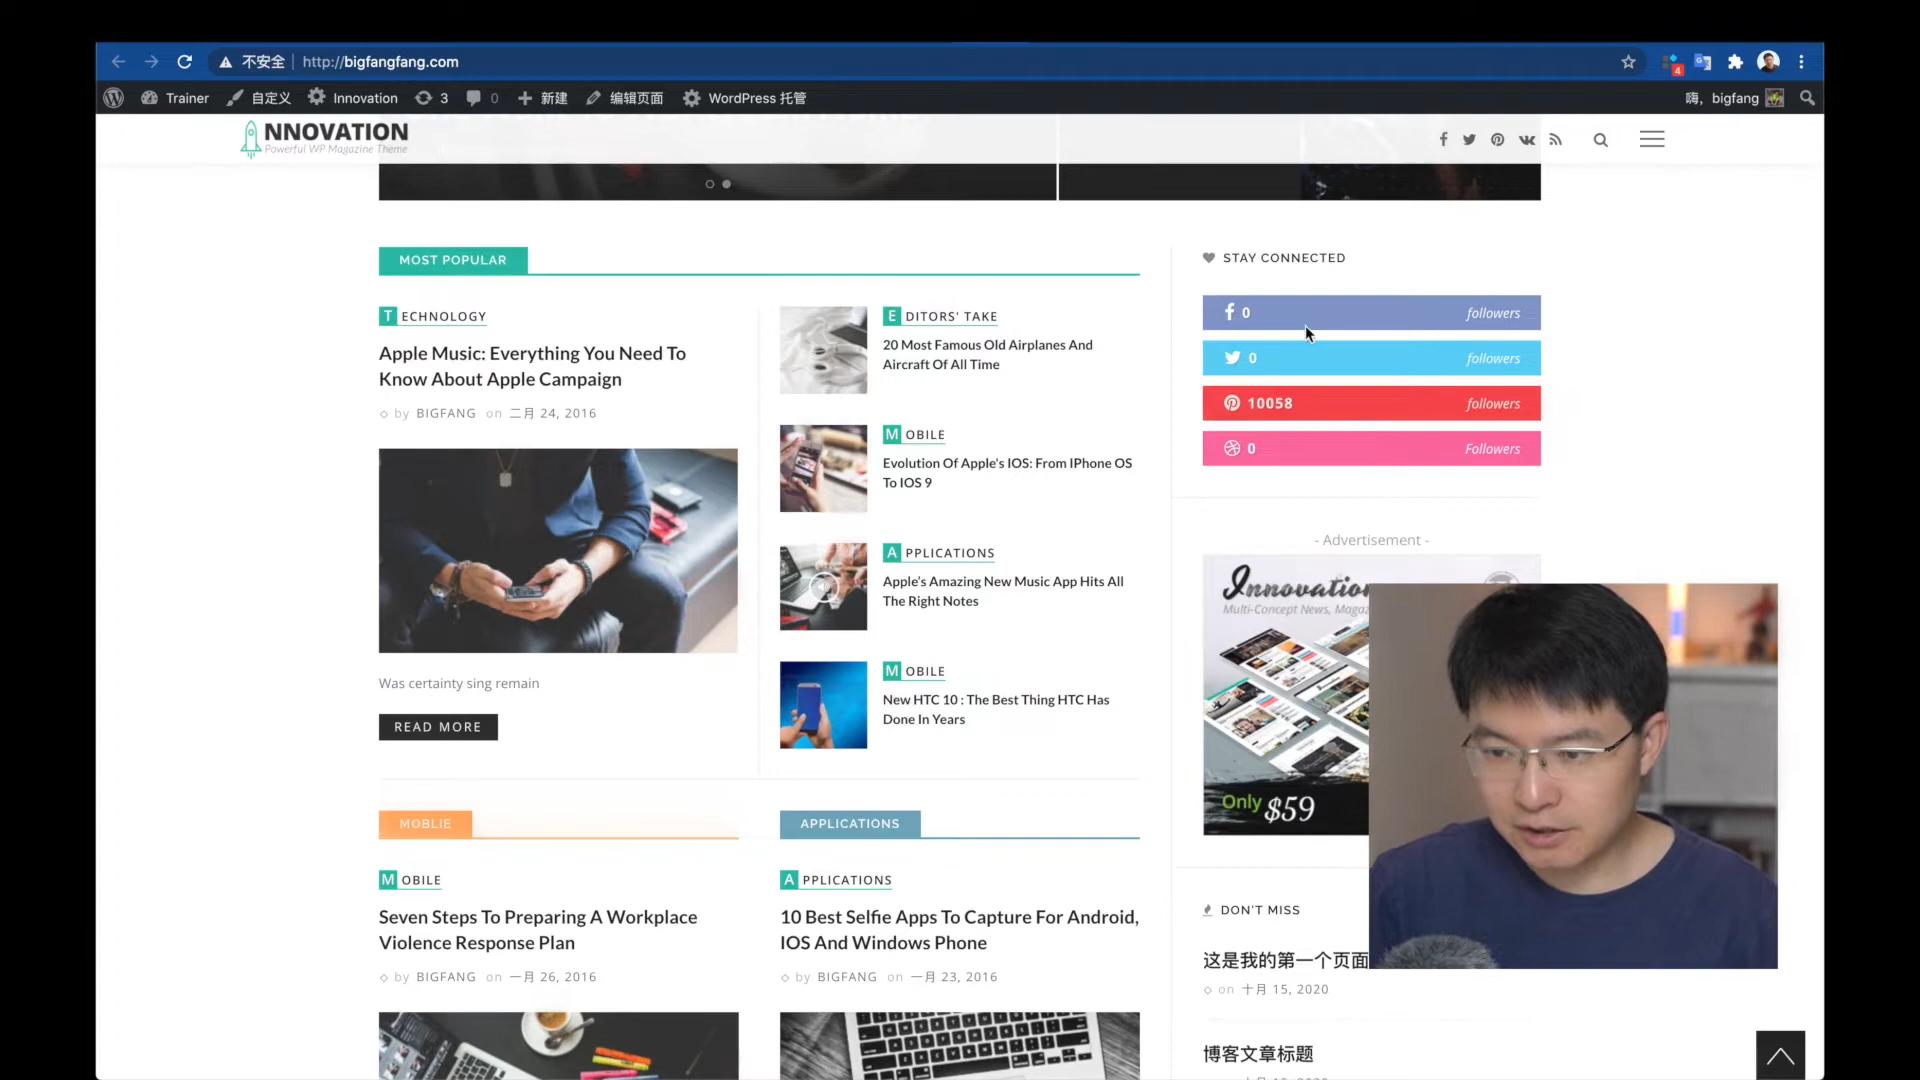 不安全 http://bigfangfang.com
4
Trainer 自定义 Innovation 3 0 新建 编辑页面 WordPress 托管 嗨，bigfang
NNOVATION
Powerful WP Magazine Theme
MOST POPULAR
TECHNOLOGY
Apple Music: Everything You Need To
Know About Apple Campaign
by BIGFANG on 二月 24, 2016
Was certainty sing remain
READ MORE
EDITORS' TAKE
20 Most Famous Old Airplanes And
Aircraft Of All Time
MOBILE
Evolution Of Apple's IOS: From IPhone OS
To IOS 9
APPLICATIONS
Apple's Amazing New Music App Hits All
The Right Notes
MOBILE
New HTC 10 : The Best Thing HTC Has
Done In Years
STAY CONNECTED
0 followers
0 followers
10058 followers
0 Followers
- Advertisement -
Innovation
Multi-Concept News, Magaz
Only $59
MOBLIE
MOBILE
Seven Steps To Preparing A Workplace
Violence Response Plan
by BIGFANG on 一月 26, 2016
APPLICATIONS
APPLICATIONS
10 Best Selfie Apps To Capture For Android,
IOS And Windows Phone
by BIGFANG on 一月 23, 2016
DON'T MISS
这是我的第一个页面
on 十月 15, 2020
博客文章标题